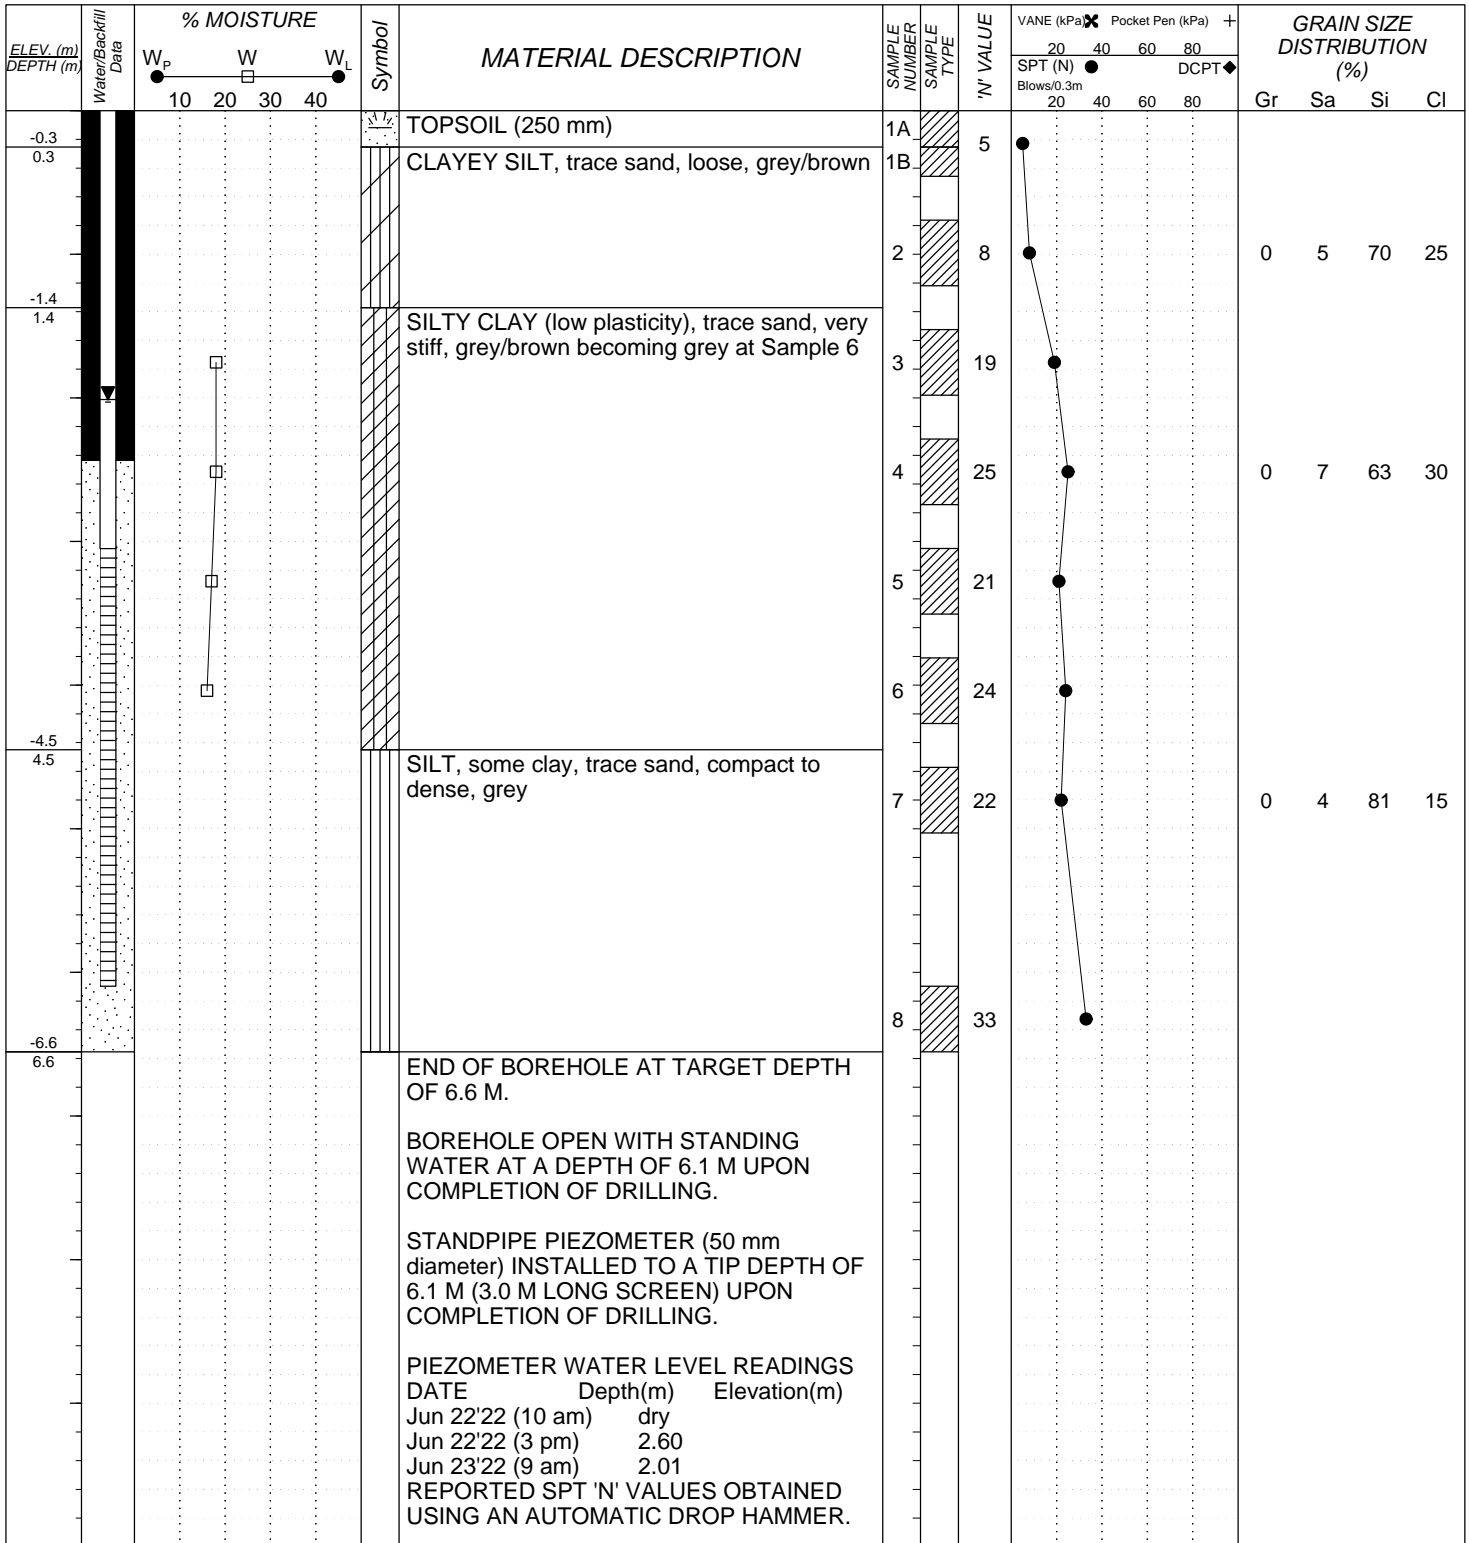 ELEV. (m)
DEPTH (m)
Water/Backfill
Data
% MOISTURE
WP W WL
10 20 30 40
Symbol
MATERIAL DESCRIPTION
SAMPLE
NUMBER
SAMPLE
TYPE
'N' VALUE
VANE (kPa) Pocket Pen (kPa)
20 40 60 80
SPT (N) DCPT
Blows/0.3m
20 40 60 80
GRAIN SIZE
DISTRIBUTION
(%)
Gr Sa Si Cl
TOPSOIL (250 mm) 1A
-0.3 5
0.3 CLAYEY SILT, trace sand, loose, grey/brown 1B
2 8 0 5 70 25
-1.4
1.4 SILTY CLAY (low plasticity), trace sand, very
stiff, grey/brown becoming grey at Sample 6
3 19
4 25 0 7 63 30
5 21
6 24
-4.5
4.5 SILT, some clay, trace sand, compact to
dense, grey
7 22 0 4 81 15
8 33
-6.6
6.6 END OF BOREHOLE AT TARGET DEPTH
OF 6.6 M.
BOREHOLE OPEN WITH STANDING
WATER AT A DEPTH OF 6.1 M UPON
COMPLETION OF DRILLING.
STANDPIPE PIEZOMETER (50 mm
diameter) INSTALLED TO A TIP DEPTH OF
6.1 M (3.0 M LONG SCREEN) UPON
COMPLETION OF DRILLING.
PIEZOMETER WATER LEVEL READINGS
DATE Depth(m) Elevation(m)
Jun 22'22 (10 am) dry
Jun 22'22 (3 pm) 2.60
Jun 23'22 (9 am) 2.01
REPORTED SPT 'N' VALUES OBTAINED
USING AN AUTOMATIC DROP HAMMER.